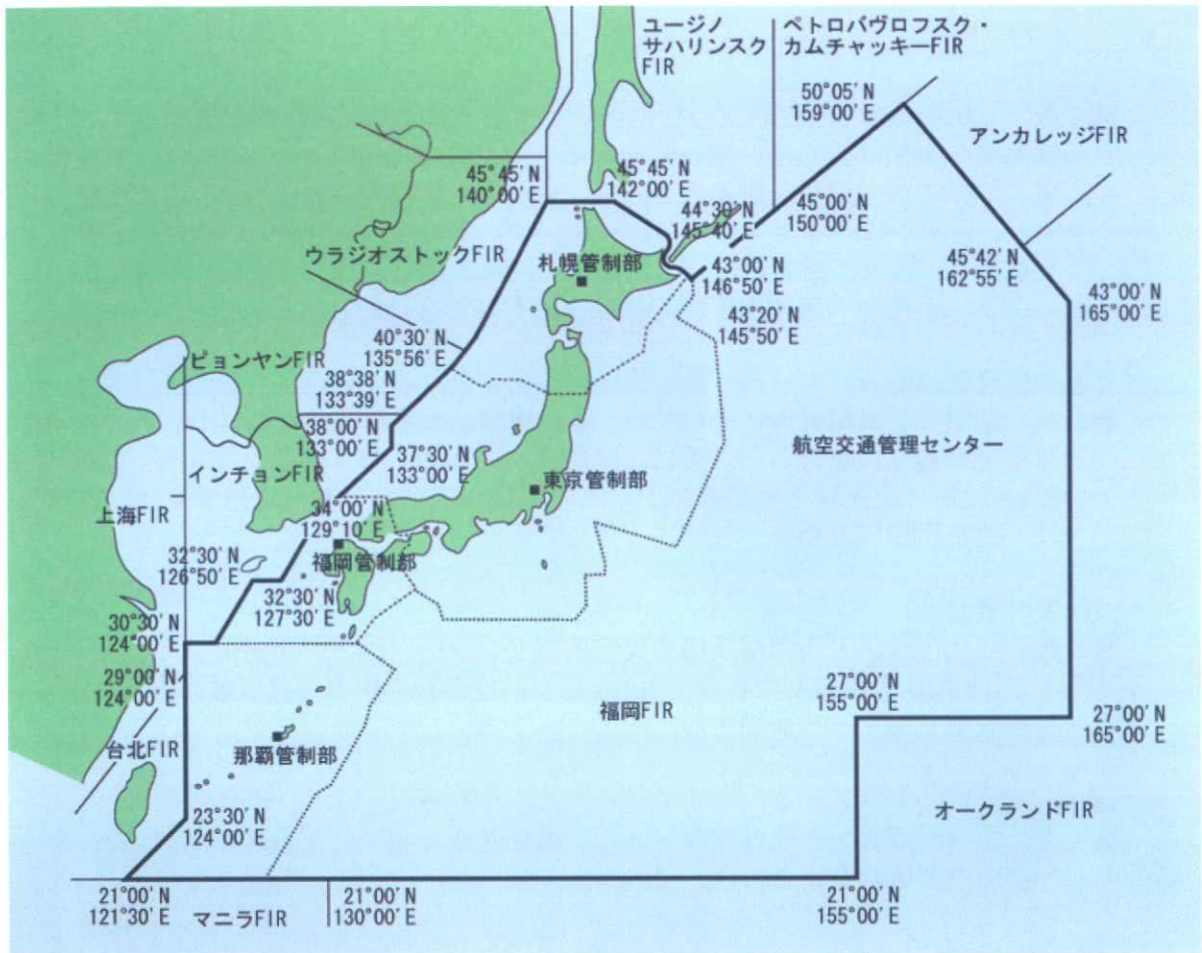 ユージノ
サハリンスク
FIR
ペトロパヴロフスク・
カムチャッキーFIR
50°05'N
159°00'E
アンカレッジFIR
45°45'N
140°00'E
45°45'N
142°00'E
44°30'N
145°40'E
45°00'N
150°00'E
ウラジオストックFIR
札幌管制部
43°00'N
146°50'E
45°42'N
162°55'E
43°00'N
165°00'E
43°20'N
145°50'E
40°30'N
135°56'E
ピョンヤンFIR
38°38'N
133°39'E
38°00'N
133°00'E
37°30'N
133°00'E
航空交通管理センター
インチョンFIR
東京管制部
上海FIR
34°00'N
129°10'E
福岡管制部
32°30'N
126°50'E
32°30'N
127°30'E
30°30'N
124°00'E
29°00'N
124°00'E
27°00'N
155°00'E
福岡FIR
27°00'N
165°00'E
台北FIR
那覇管制部
23°30'N
124°00'E
オークランドFIR
21°00'N
121°30'E
マニラFIR
21°00'N
130°00'E
21°00'N
155°00'E